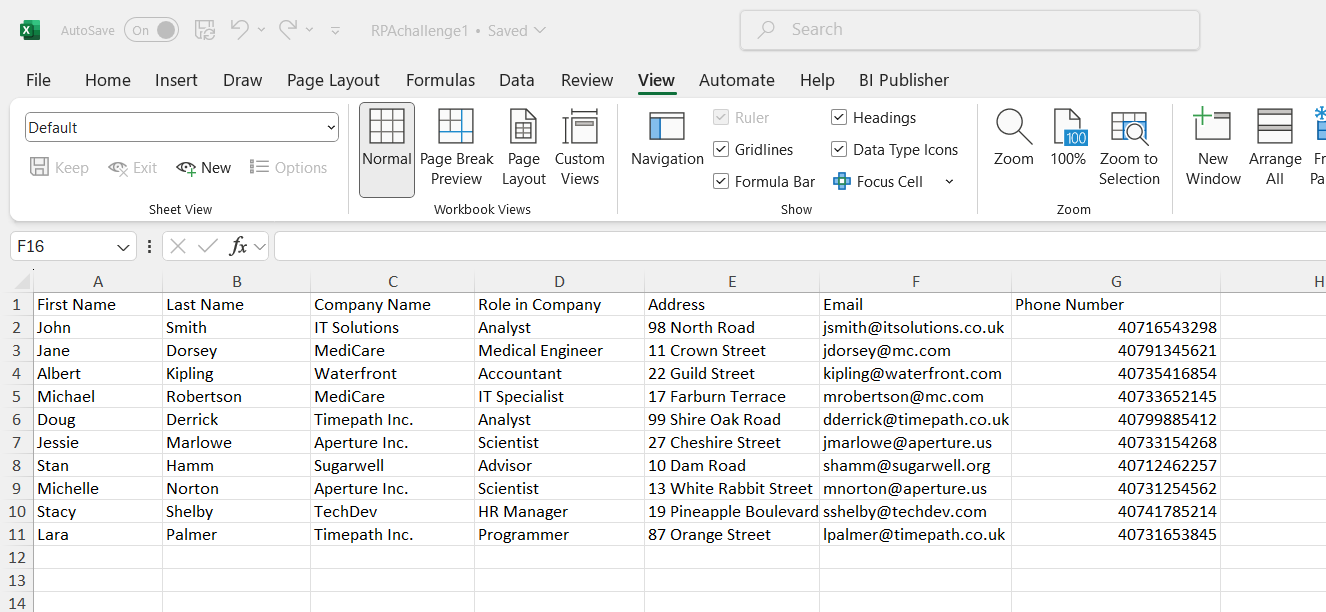 AutoSave On RPAchallenge1 • Saved Search
File Home Insert Draw Page Layout Formulas Data Review View Automate Help BI Publisher
Default
Keep Exit New Options
Sheet View
Normal Page Break Preview Page Layout Custom Views
Workbook Views
Navigation
Ruler Headings
Gridlines Data Type Icons
Formula Bar Focus Cell
Show
Zoom 100% Zoom to Selection
100
Zoom
New Window Arrange All
F16 fx
A B C D E F G H
1 First Name Last Name Company Name Role in Company Address Email Phone Number
2 John Smith IT Solutions Analyst 98 North Road jsmith@itsolutions.co.uk 40716543298
3 Jane Dorsey MediCare Medical Engineer 11 Crown Street jdorsey@mc.com 40791345621
4 Albert Kipling Waterfront Accountant 22 Guild Street kipling@waterfront.com 40735416854
5 Michael Robertson MediCare IT Specialist 17 Farburn Terrace mrobertson@mc.com 40733652145
6 Doug Derrick Timepath Inc. Analyst 99 Shire Oak Road dderrick@timepath.co.uk 40799885412
7 Jessie Marlowe Aperture Inc. Scientist 27 Cheshire Street jmarlowe@aperture.us 40733154268
8 Stan Hamm Sugarwell Advisor 10 Dam Road shamm@sugarwell.org 40712462257
9 Michelle Norton Aperture Inc. Scientist 13 White Rabbit Street mnorton@aperture.us 40731254562
10 Stacy Shelby TechDev HR Manager 19 Pineapple Boulevard sshelby@techdev.com 40741785214
11 Lara Palmer Timepath Inc. Programmer 87 Orange Street lpalmer@timepath.co.uk 40731653845
12
13
14